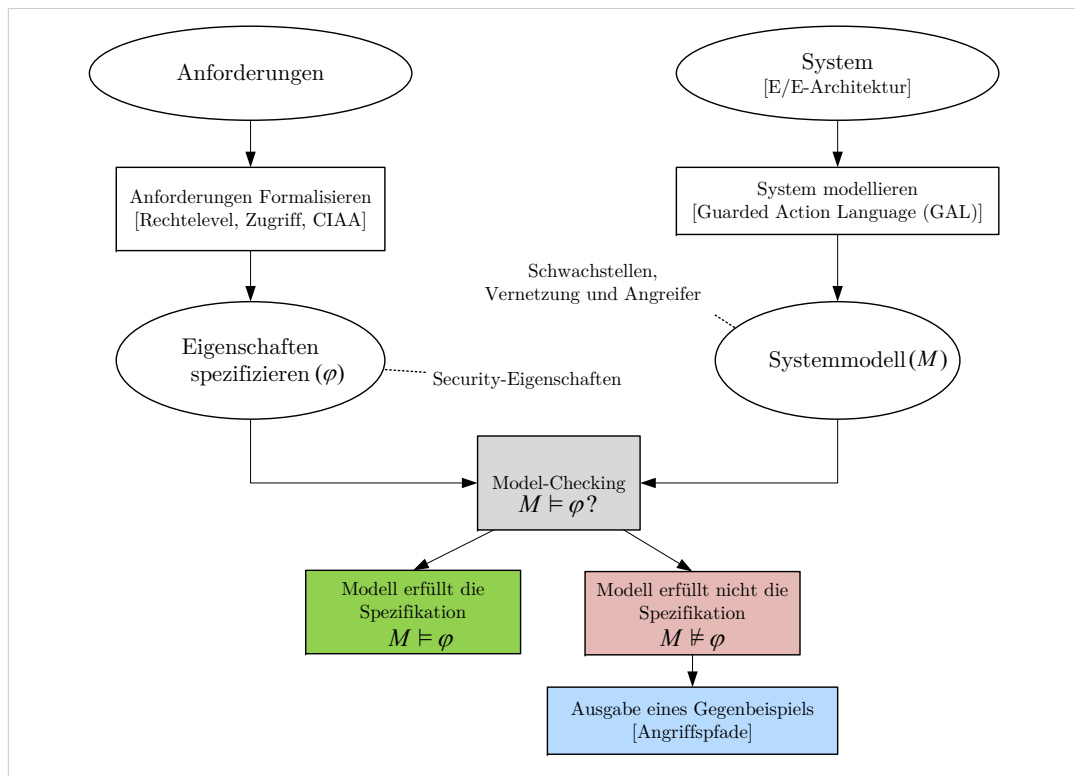 Anforderungen
System
[E/E-Architektur]
Anforderungen Formalisieren
[Rechtelevel, Zugriff, CIAA]
System modellieren
[Guarded Action Language (GAL)]
Schwachstellen,
Vernetzung und Angreifer
Eigenschaften
spezifizieren (φ)
Security-Eigenschaften
Systemmodell (M)
Model-Checking
M ⊨ φ ?
Modell erfüllt die
Spezifikation
M ⊨ φ
Modell erfüllt nicht die
Spezifikation
M ⊭ φ
Ausgabe eines Gegenbeispiels
[Angriffspfade]